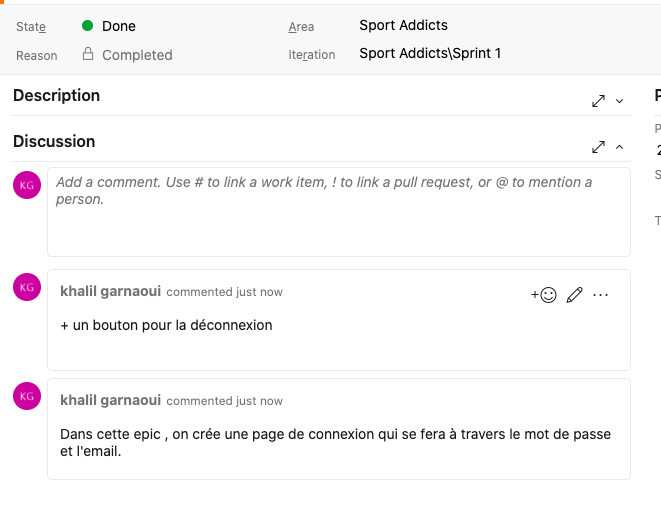 State Done Area Sport Addicts
Reason Completed Iteration Sport Addicts\Sprint 1
Description
Discussion
KG
Add a comment. Use # to link a work item, ! to link a pull request, or @ to mention a
person.
KG
khalil garnaoui commented just now
+ un bouton pour la déconnexion
KG
khalil garnaoui commented just now
Dans cette epic , on crée une page de connexion qui se fera à travers le mot de passe
et l'email.